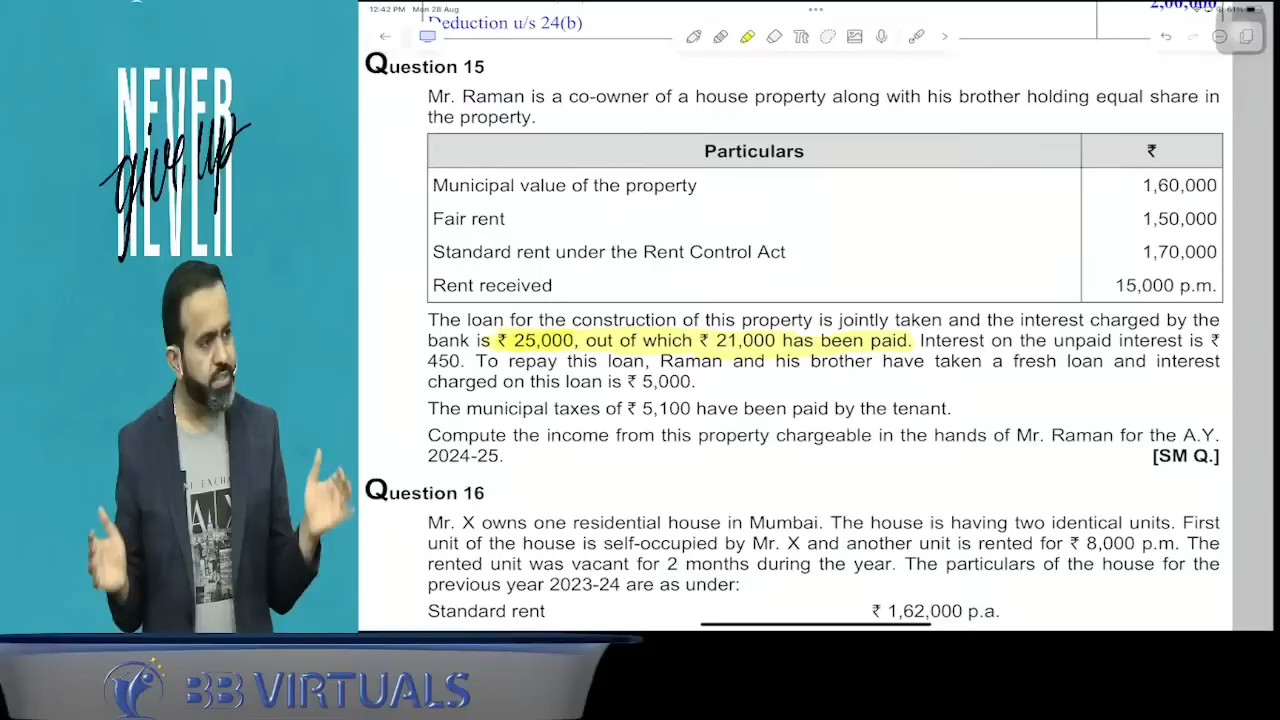 12:42 PM Mon 28 Aug
61%
2,00,000
Deduction u/s 24(b)
NEVER
give up
NEVER
Question 15
Mr. Raman is a co-owner of a house property along with his brother holding equal share in
the property.
Particulars ₹
Municipal value of the property 1,60,000
Fair rent 1,50,000
Standard rent under the Rent Control Act 1,70,000
Rent received 15,000 p.m.
The loan for the construction of this property is jointly taken and the interest charged by the
bank is ₹ 25,000, out of which ₹ 21,000 has been paid. Interest on the unpaid interest is ₹
450. To repay this loan, Raman and his brother have taken a fresh loan and interest
charged on this loan is ₹ 5,000.
The municipal taxes of ₹ 5,100 have been paid by the tenant.
Compute the income from this property chargeable in the hands of Mr. Raman for the A.Y.
2024-25. [SM Q.]
Question 16
Mr. X owns one residential house in Mumbai. The house is having two identical units. First
unit of the house is self-occupied by Mr. X and another unit is rented for ₹ 8,000 p.m. The
rented unit was vacant for 2 months during the year. The particulars of the house for the
previous year 2023-24 are as under:
Standard rent ₹ 1,62,000 p.a.
BB VIRTUALS